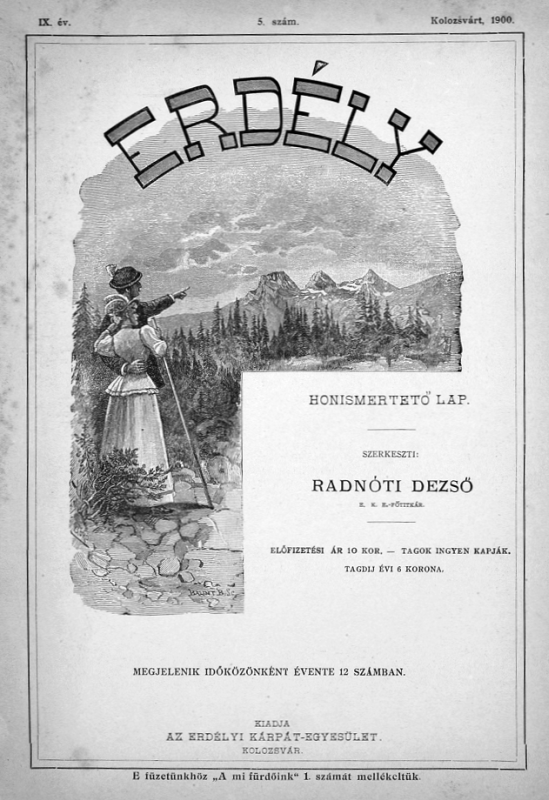 IX. év. 5. szám. Kolozsvárt, 1900.
ERDÉLY
HONISMERTETŐ LAP.
SZERKESZTI:
RADNÓTI DEZSŐ
E. K. E.-FŐTITKÁR.
ELŐFIZETÉSI ÁR 10 KOR. — TAGOK INGYEN KAPJÁK.
TAGDIJ ÉVI 6 KORONA.
MEGJELENIK IDŐKÖZÖNKÉNT ÉVENTE 12 SZÁMBAN.
KIADJA
AZ ERDÉLYI KÁRPÁT-EGYESÜLET.
KOLOZSVÁR.
E füzetünkhöz „A mi fürdőink" 1. számát mellékeltük.